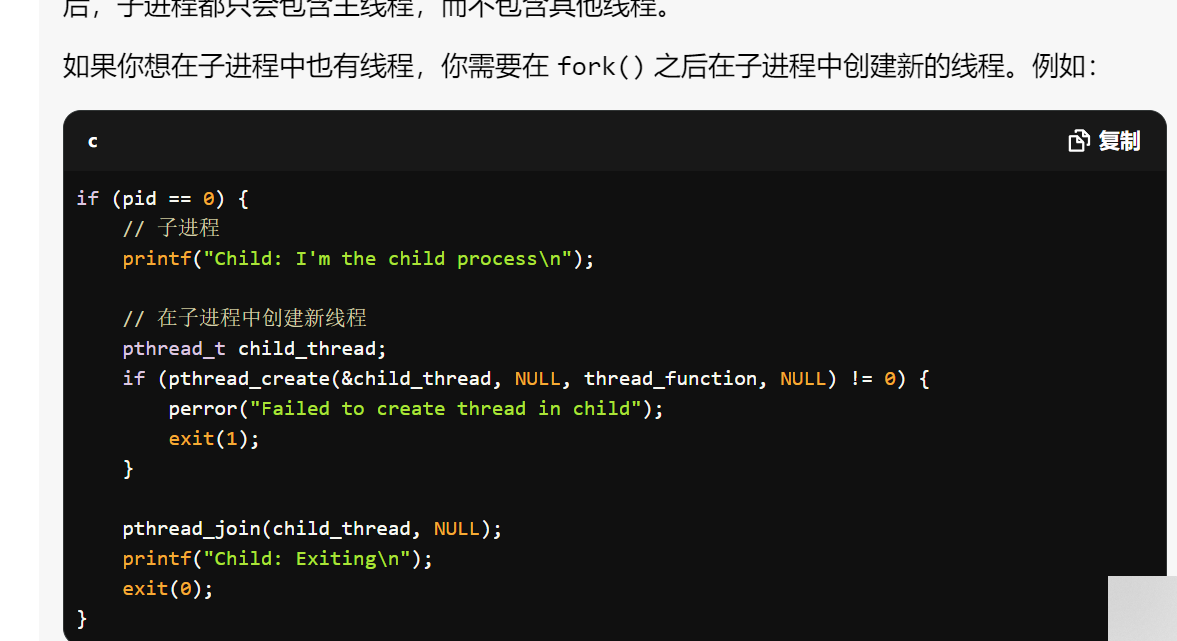 后，子进程都只会包含主线程，而不包含其他线程。
如果你想在子进程中也有线程，你需要在 fork() 之后在子进程中创建新的线程。例如：
c
复制
if (pid == 0) {
    // 子进程
    printf("Child: I'm the child process\n");
    // 在子进程中创建新线程
    pthread_t child_thread;
    if (pthread_create(&child_thread, NULL, thread_function, NULL) != 0) {
        perror("Failed to create thread in child");
        exit(1);
    }
    pthread_join(child_thread, NULL);
    printf("Child: Exiting\n");
    exit(0);
}